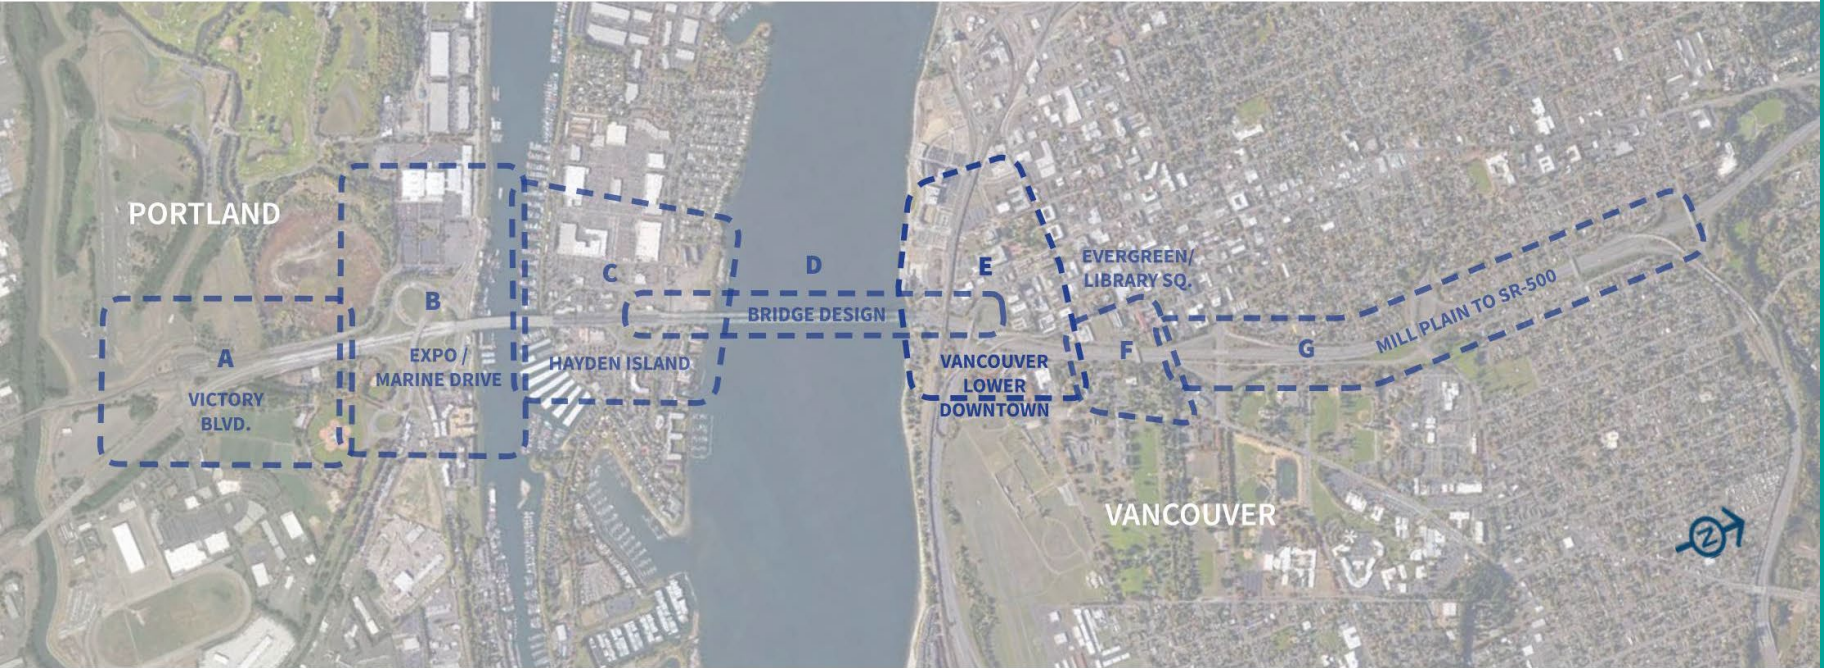 PORTLAND
A
VICTORY
BLVD.
B
EXPO /
MARINE DRIVE
C
HAYDEN ISLAND
D
BRIDGE DESIGN
E
VANCOUVER
LOWER
DOWNTOWN
EVERGREEN/
LIBRARY SQ.
F
G
MILL PLAIN TO SR-500
VANCOUVER
N